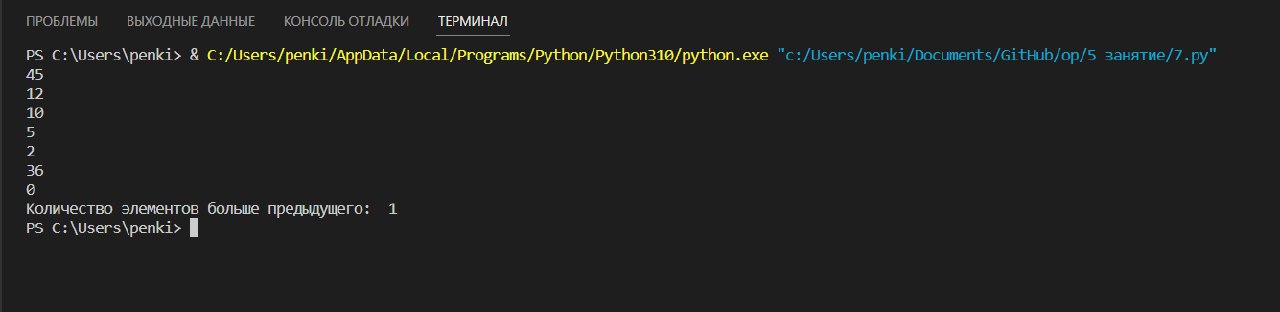 ПРОБЛЕМЫ ВЫХОДНЫЕ ДАННЫЕ КОНСОЛЬ ОТЛАДКИ ТЕРМИНАЛ
PS C:\Users\penki> & C:/Users/penki/AppData/Local/Programs/Python/Python310/python.exe "c:/Users/penki/Documents/GitHub/op/5 занятие/7.py"
45
12
10
5
2
36
0
Количество элементов больше предыдущего:  1
PS C:\Users\penki>